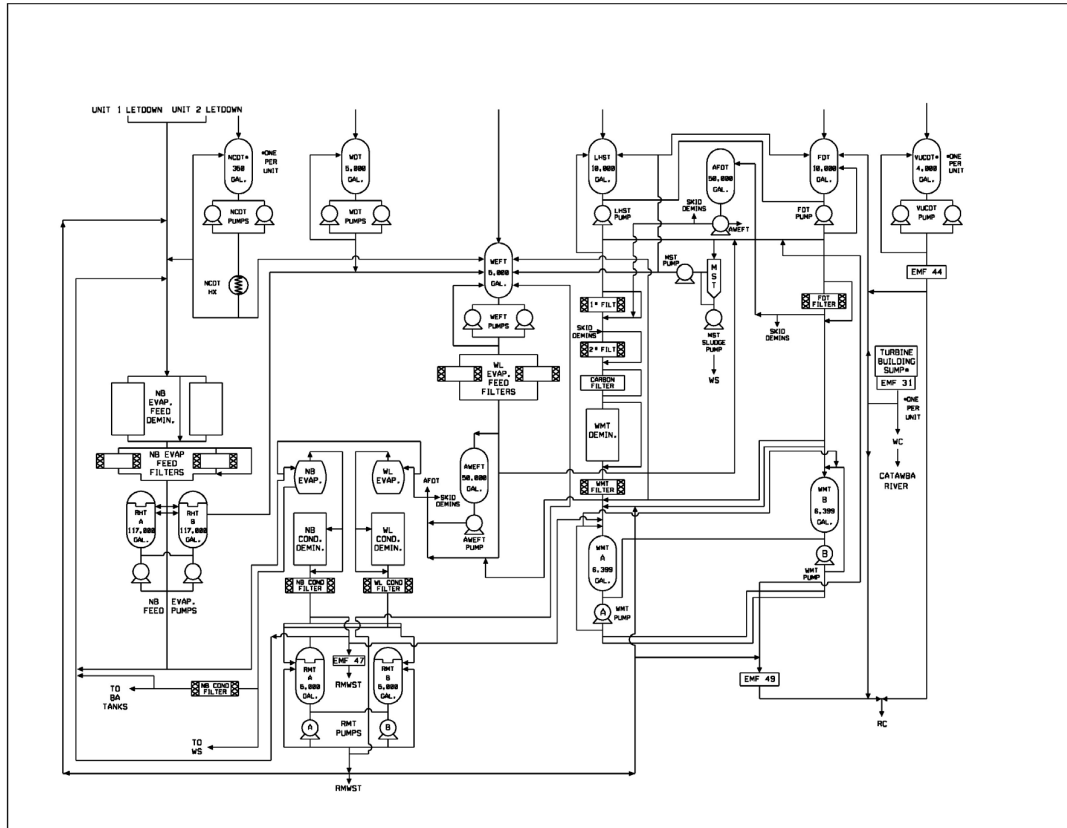 UNIT 1 LETDOWN UNIT 2 LETDOWN
NCDT*
350
GAL.
*ONE
PER
UNIT
NCDT
PUMPS
NCDT
HX
WDT
5,000
GAL.
WDT
PUMPS
WEFT
5,000
GAL.
WEFT
PUMPS
WL
EVAP.
FEED
FILTERS
LHST
10,000
GAL.
LHST
PUMP
AFDT
50,000
GAL.
SKID
DEMINS
AWEFT
MST
PUMP
MST
MST
SLUDGE
PUMP
WS
FDT
10,000
GAL.
FDT
PUMP
FDT
FILTER
SKID
DEMINS
VUCDT*
4,000
GAL.
*ONE
PER
UNIT
VUCDT
PUMP
EMF 44
TURBINE
BUILDING
SUMP*
EMF 31
*ONE
PER
UNIT
WC
CATAWBA
RIVER
1° FILT
SKID
DEMINS
2° FILT
CARBON
FILTER
WMT
DEMIN.
WMT
FILTER
NB
EVAP.
FEED
DEMIN.
NB EVAP
FEED
FILTERS
RHT
A
117,000
GAL.
RHT
B
117,000
GAL.
NB EVAP.
FEED PUMPS
NB
EVAP.
WL
EVAP.
AFDT
SKID
DEMINS
AWEFT
50,000
GAL.
AWEFT
PUMP
NB
COND.
DEMIN.
WL
COND.
DEMIN.
NB COND
FILTER
WL COND
FILTER
WMT
A
6,399
GAL.
A
WMT
PUMP
WMT
B
6,399
GAL.
B
WMT
PUMP
RMT
A
5,000
GAL.
EMF 47
RMWST
RMT
B
5,000
GAL.
A
RMT
PUMPS
B
EMF 49
RC
NB COND
FILTER
TO
BA
TANKS
TO
WS
RMWST